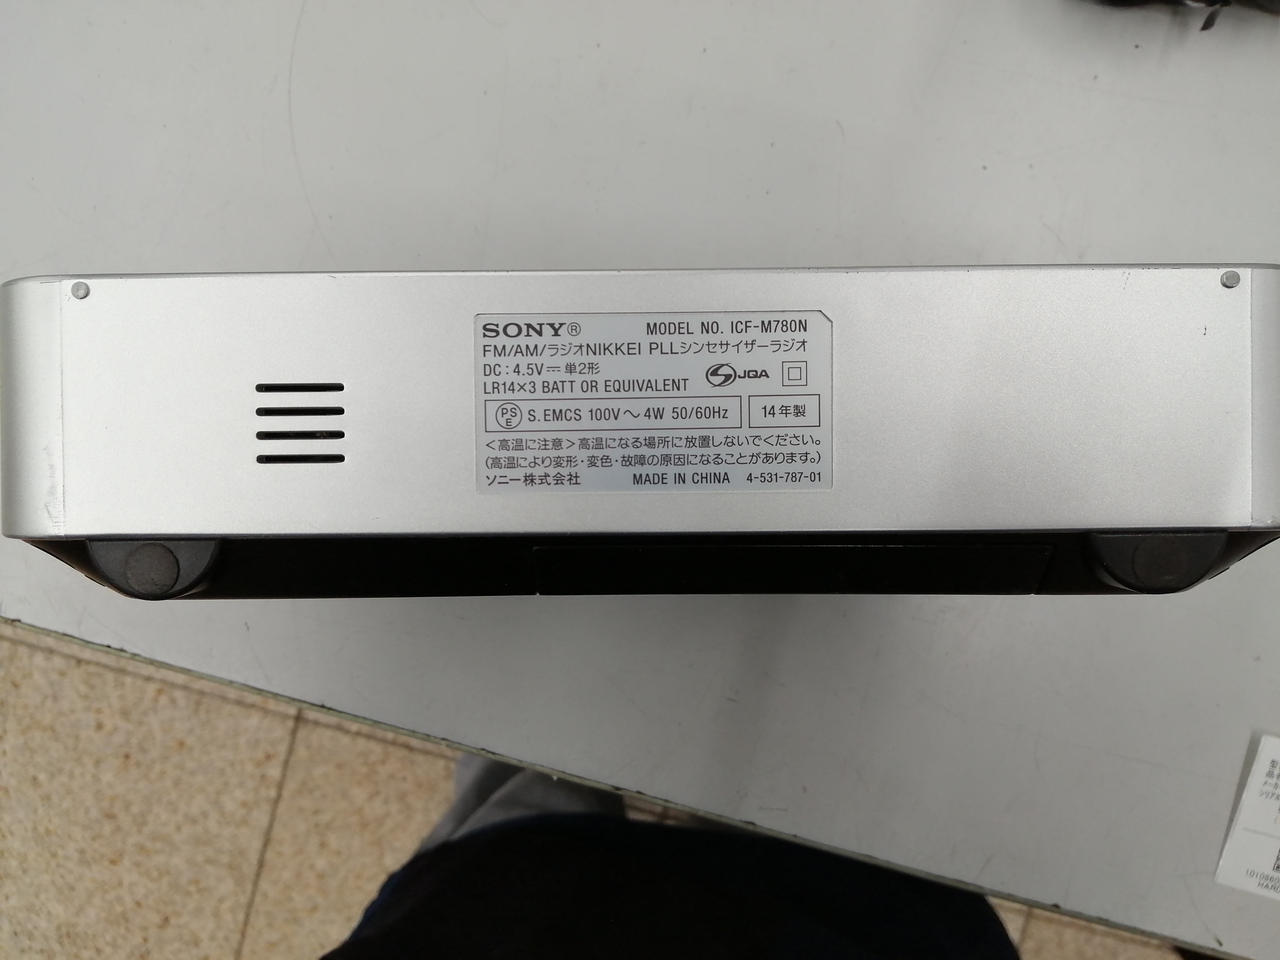 SONY® MODEL NO. ICF-M780N
FM/AM/ラジオNIKKEI PLLシンセサイザーラジオ
DC : 4.5V⎓ 単2形
JQA
LR14×3 BATT OR EQUIVALENT
PSE S.EMCS 100V～ 4W 50/60Hz 14年製
＜高温に注意＞高温になる場所に放置しないでください。
(高温により変形・変色・故障の原因になることがあります。)
ソニー株式会社 MADE IN CHINA 4-531-787-01